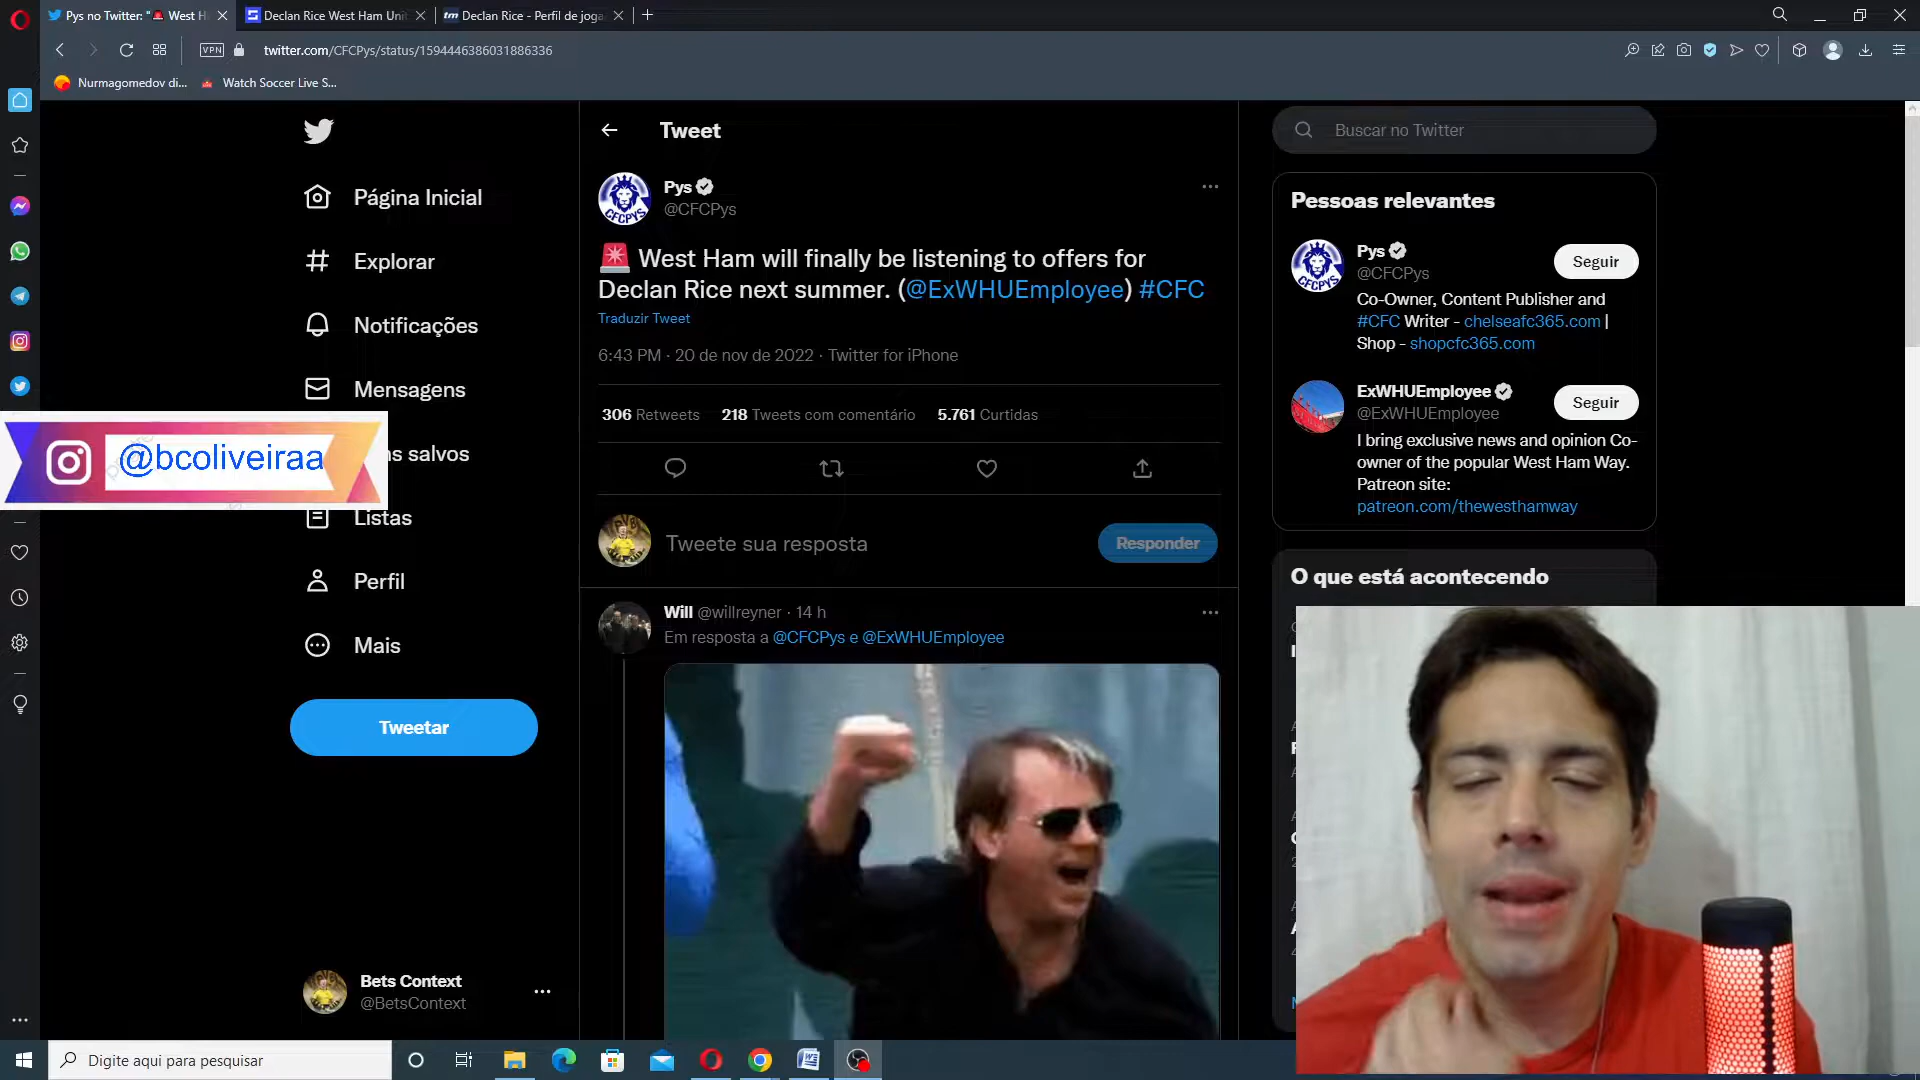 Pys no Twitter: "🚨 West H
Declan Rice West Ham Uni
Declan Rice - Perfil de joga
VPN
twitter.com/CFCPys/status/1594446386031886336
Nurmagomedov di...
Watch Soccer Live S...
Página Inicial
Explorar
Notificações
Mensagens
ns salvos
Listas
Perfil
Mais
Tweetar
@bcoliveiraa
Bets Context
@BetsContext
Tweet
Pys
@CFCPys
🚨 West Ham will finally be listening to offers for
Declan Rice next summer. (@ExWHUEmployee) #CFC
Traduzir Tweet
6:43 PM · 20 de nov de 2022 · Twitter for iPhone
306 Retweets 218 Tweets com comentário 5.761 Curtidas
Tweete sua resposta
Responder
Will @willreyner · 14 h
Em resposta a @CFCPys e @ExWHUEmployee
Buscar no Twitter
Pessoas relevantes
Pys
@CFCPys
Seguir
Co-Owner, Content Publisher and
#CFC Writer - chelseafc365.com |
Shop - shopcfc365.com
ExWHUEmployee
@ExWHUEmployee
Seguir
I bring exclusive news and opinion Co-
owner of the popular West Ham Way.
Patreon site:
patreon.com/thewesthamway
O que está acontecendo
Digite aqui para pesquisar